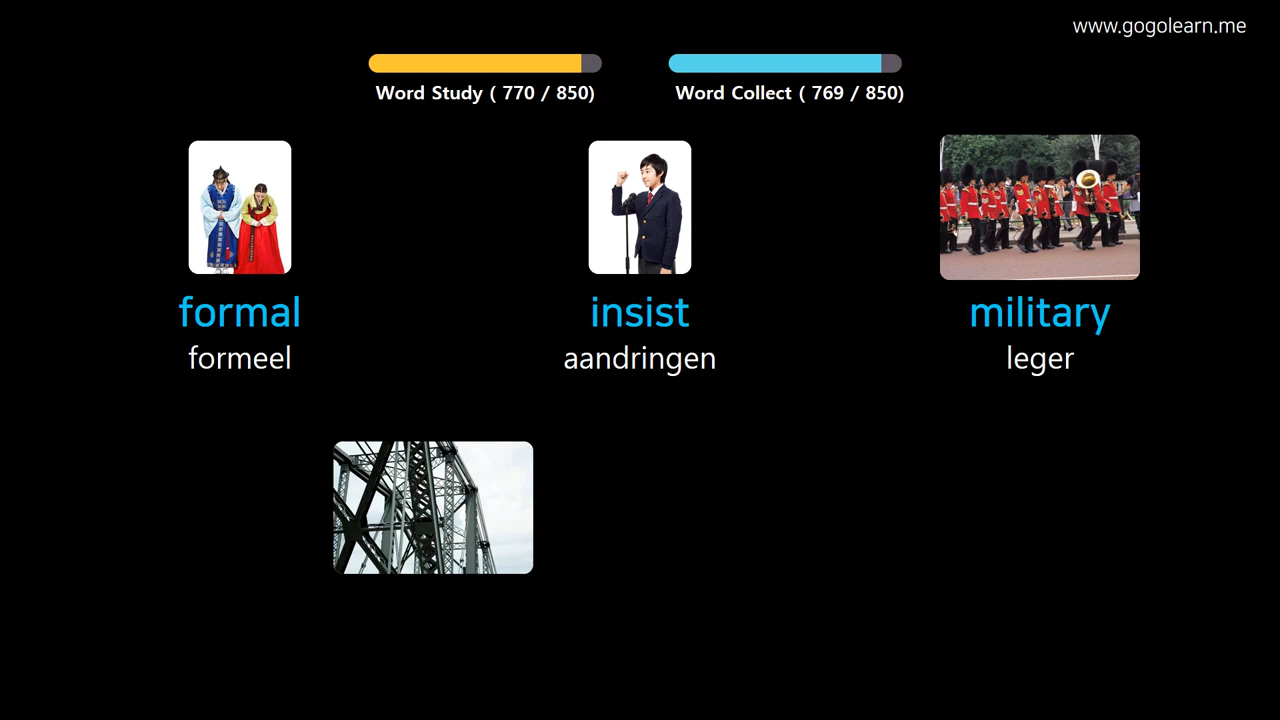 www.gogolearn.me
Word Study ( 770 / 850)
Word Collect ( 769 / 850)
formal
formeel
insist
aandringen
military
leger